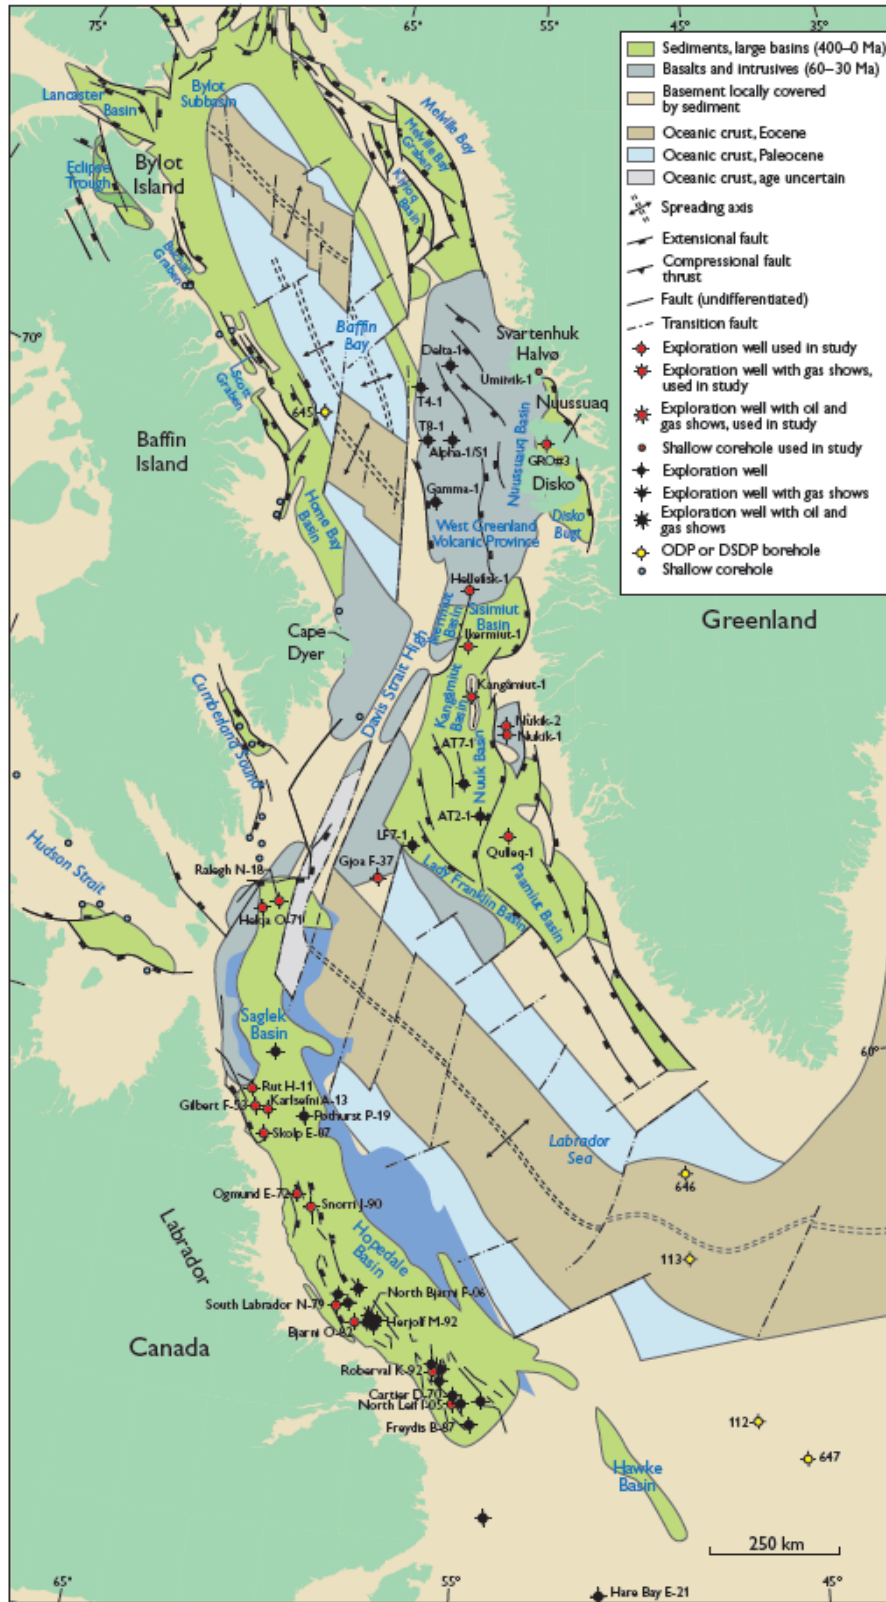 75°
65°
55°
45°
35°
Sediments, large basins (400–0 Ma)
Basalts and intrusives (60–30 Ma)
Basement locally covered
by sediment
Oceanic crust, Eocene
Oceanic crust, Paleocene
Oceanic crust, age uncertain
Spreading axis
Extensional fault
Compressional fault
thrust
Fault (undifferentiated)
Transition fault
Exploration well used in study
Exploration well with gas shows,
used in study
Exploration well with oil and
gas shows, used in study
Shallow corehole used in study
Exploration well
Exploration well with gas shows
Exploration well with oil and
gas shows
ODP or DSDP borehole
Shallow corehole
Lancaster
Basin
Bylot
Subbasin
Melville Bay
Melville Bay
Graben
Kivioq
Basin
Eclipse
Trough
Bylot
Island
Buchan
Graben
70°
Baffin
Bay
Scott
Graben
645
Baffin
Island
Home Bay
Basin
Svartenhuk
Halvø
Delta-1
Umiivik-1
T4-1
Nuussuaq
T8-1
Alpha-1/S1
Nuussuaq Basin
GRO#3
Disko
Gamma-1
Disko
Bugt
West Greenland
Volcanic Province
Hellefisk-1
Greenland
Sisimiut
Basin
Ikermiut
Basin
Ikermiut-1
Cape
Dyer
Davis Strait High
Kangâmiut-1
Kangâmiut
Basin
Nukik-2
Nukik-1
Cumberland Sound
AT7-1
Nuuk Basin
AT2-1
LF7-1
Qulleq-1
Hudson Strait
Ralegh N-18
Gjoa F-37
Lady Franklin Basin
Paamiut Basin
Hekja O-71
Saglek
Basin
60°
Rut H-11
Gilbert F-53
Karlsefni A-13
Pothurst P-19
Skolp E-07
Labrador
Sea
646
Ogmund E-72
Snorri J-90
113
Labrador
Hopedale
Basin
North Bjarni F-06
South Labrador N-79
Herjolf M-92
Bjarni O-82
Canada
Roberval K-92
Cartier D-70
North Leif I-05
Freydis B-87
112
647
Hawke
Basin
250 km
65°
55°
45°
Hare Bay E-21